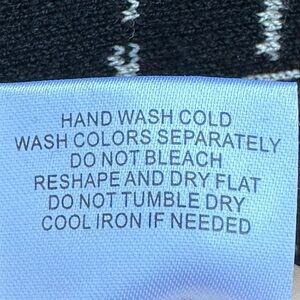 HAND WASH COLD
WASH COLORS SEPARATELY
DO NOT BLEACH
RESHAPE AND DRY FLAT
DO NOT TUMBLE DRY
COOL IRON IF NEEDED